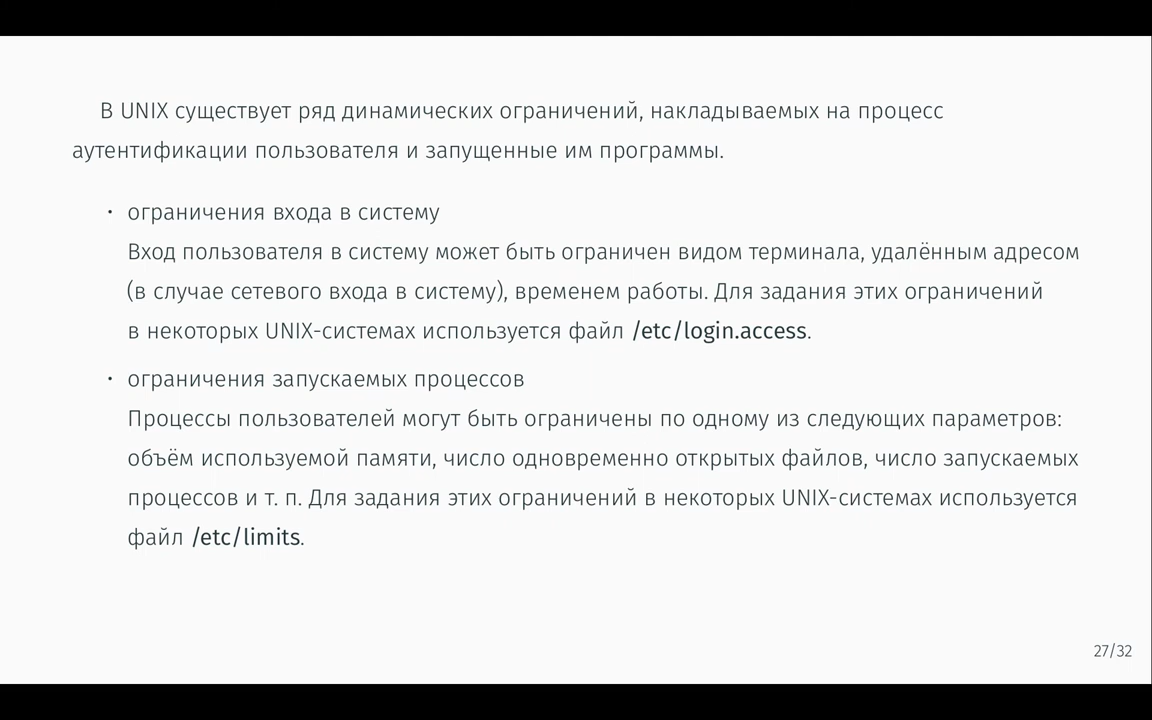 В UNIX существует ряд динамических ограничений, накладываемых на процесс
аутентификации пользователя и запущенные им программы.
• ограничения входа в систему
Вход пользователя в систему может быть ограничен видом терминала, удалённым адресом
(в случае сетевого входа в систему), временем работы. Для задания этих ограничений
в некоторых UNIX-системах используется файл /etc/login.access.
• ограничения запускаемых процессов
Процессы пользователей могут быть ограничены по одному из следующих параметров:
объём используемой памяти, число одновременно открытых файлов, число запускаемых
процессов и т. п. Для задания этих ограничений в некоторых UNIX-системах используется
файл /etc/limits.
27/32